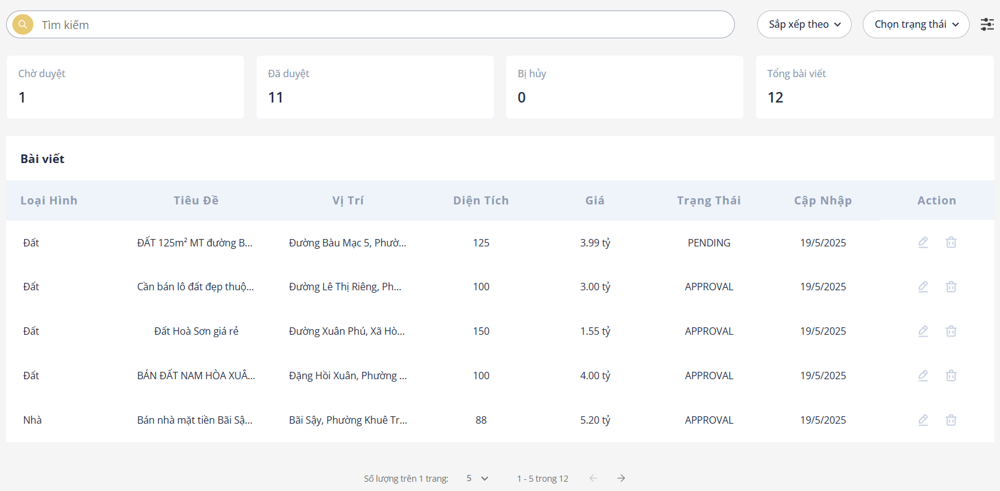 Tìm kiếm
Sắp xếp theo
Chọn trạng thái
Chờ duyệt
1
Đã duyệt
11
Bị hủy
0
Tổng bài viết
12
Bài viết
Loại Hình Tiêu Đề Vị Trí Diện Tích Giá Trạng Thái Cập Nhập Action
Đất ĐẤT 125m² MT đường B... Đường Bàu Mạc 5, Phườ... 125 3.99 tỷ PENDING 19/5/2025
Đất Cần bán lô đất đẹp thuộ... Đường Lê Thị Riêng, Ph... 100 3.00 tỷ APPROVAL 19/5/2025
Đất Đất Hoà Sơn giá rẻ Đường Xuân Phú, Xã Hò... 150 1.55 tỷ APPROVAL 19/5/2025
Đất BÁN ĐẤT NAM HÒA XUÂ... Đặng Hồi Xuân, Phường ... 100 4.00 tỷ APPROVAL 19/5/2025
Nhà Bán nhà mặt tiền Bãi Sậ... Bãi Sậy, Phường Khuê Tr... 88 5.20 tỷ APPROVAL 19/5/2025
Số lượng trên 1 trang: 5 1 - 5 trong 12